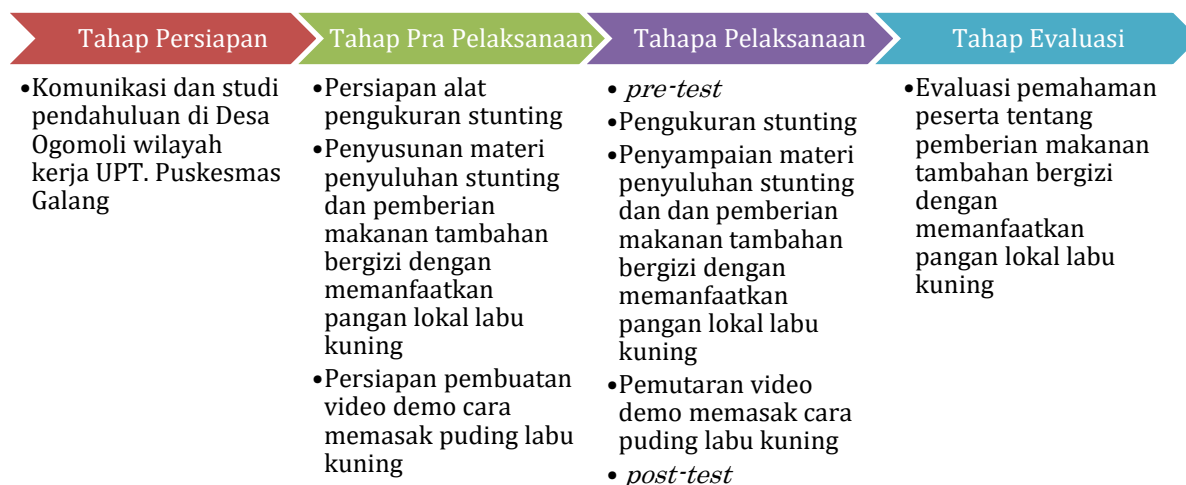 Tahap Persiapan
Tahap Pra Pelaksanaan
Tahapa Pelaksanaan
Tahap Evaluasi
•Komunikasi dan studi
pendahuluan di Desa
Ogomoli wilayah
kerja UPT. Puskesmas
Galang
•Persiapan alat
pengukuran stunting
•Penyusunan materi
penyuluhan stunting
dan pemberian
makanan tambahan
bergizi dengan
memanfaatkan
pangan lokal labu
kuning
•Persiapan pembuatan
video demo cara
memasak puding labu
kuning
• pre-test
•Pengukuran stunting
•Penyampaian materi
penyuluhan stunting
dan dan pemberian
makanan tambahan
bergizi dengan
memanfaatkan
pangan lokal labu
kuning
•Pemutaran video
demo memasak cara
puding labu kuning
• post-test
•Evaluasi pemahaman
peserta tentang
pemberian makanan
tambahan bergizi
dengan
memanfaatkan
pangan lokal labu
kuning